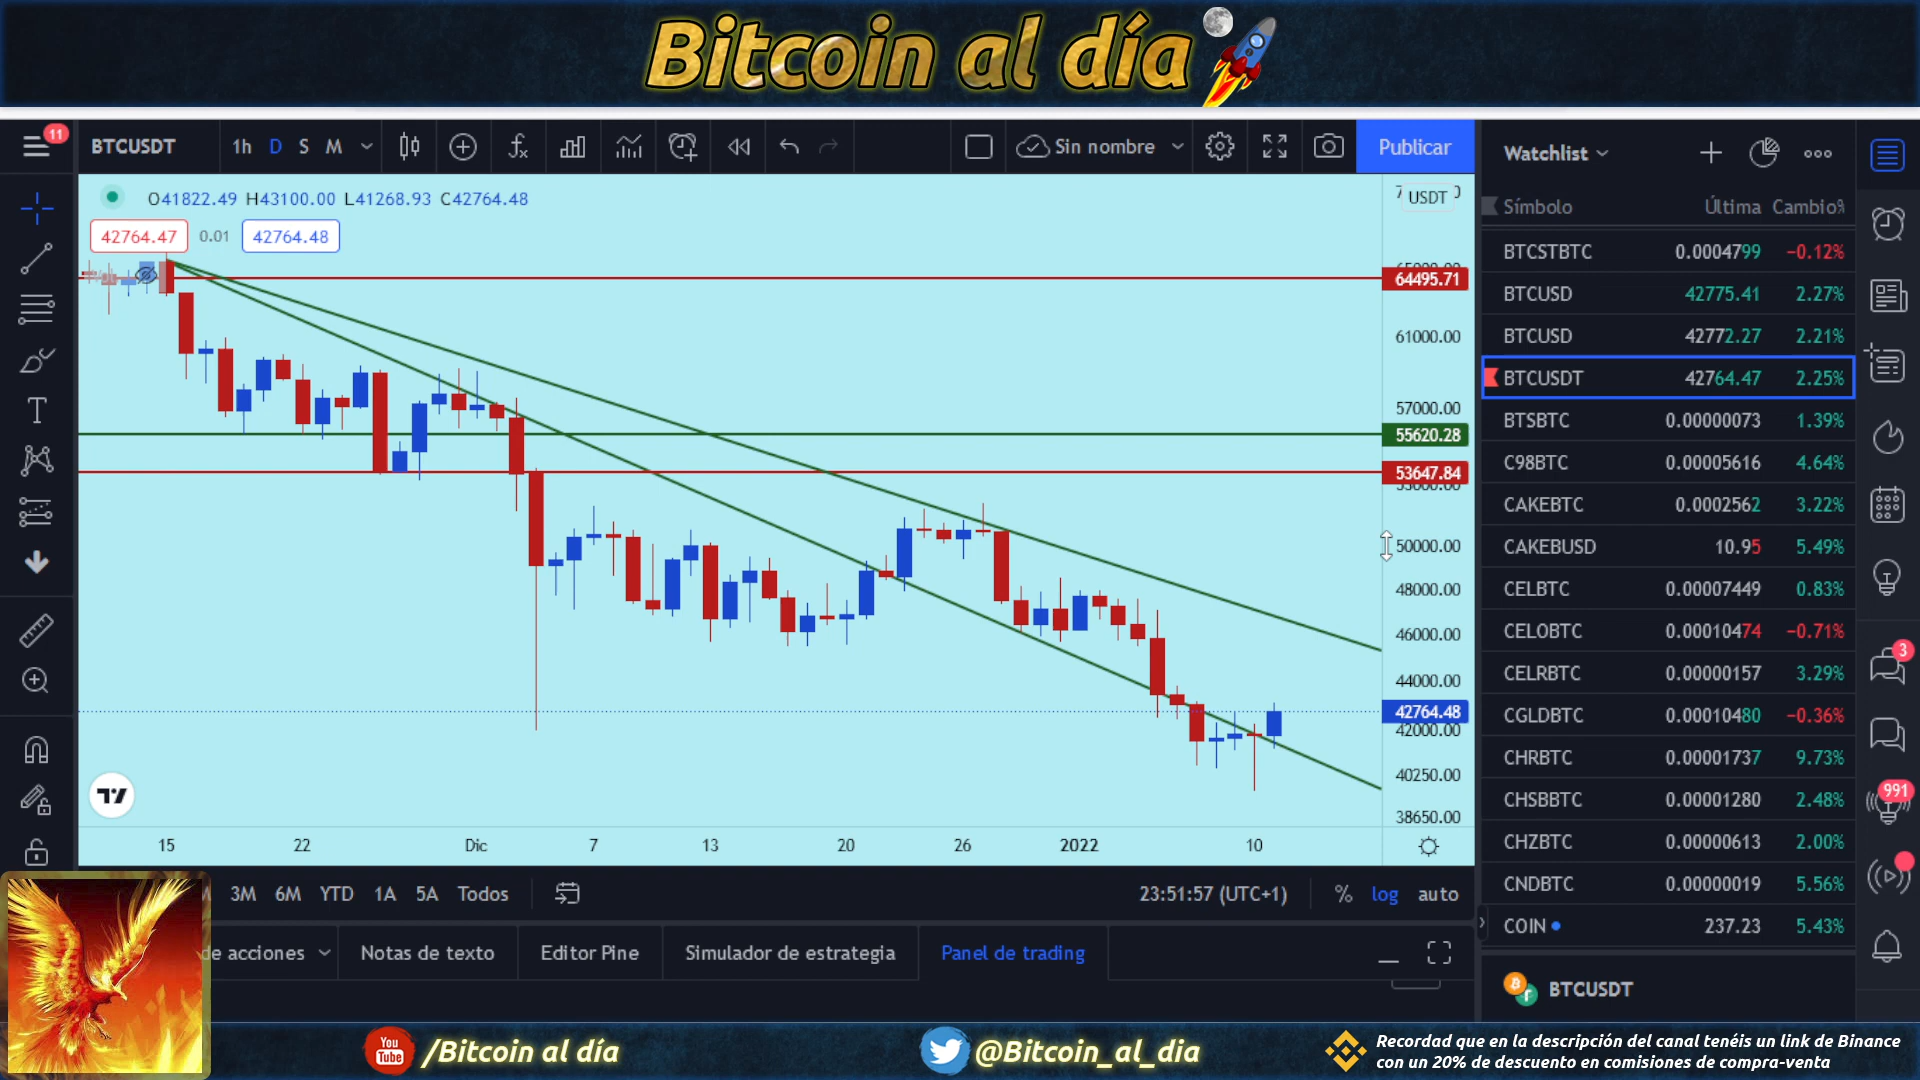 Bitcoin al día
11
BTCUSDT
1h D S M
Sin nombre
Publicar
O41822.49 H43100.00 L41268.93 C42764.48
42764.47 0.01 42764.48
USDT
64495.71
61000.00
57000.00
55620.28
53647.84
50000.00
48000.00
46000.00
44000.00
42764.48
42000.00
40250.00
38650.00
15 22 Dic 7 13 20 26 2022 10
3M 6M YTD 1A 5A Todos
23:51:57 (UTC+1) % log auto
de acciones Notas de texto Editor Pine Simulador de estrategia Panel de trading
Watchlist
Símbolo Última Cambio%
BTCSTBTC 0.0004799 −0.12%
BTCUSD 42775.41 2.27%
BTCUSD 42772.27 2.21%
BTCUSDT 42764.47 2.25%
BTSBTC 0.00000073 1.39%
C98BTC 0.00005616 4.64%
CAKEBTC 0.0002562 3.22%
CAKEBUSD 10.95 5.49%
CELBTC 0.00007449 0.83%
CELOBTC 0.00010474 −0.71%
CELRBTC 0.00000157 3.29%
CGLDBTC 0.00010480 −0.36%
CHRBTC 0.00001737 9.73%
CHSBBTC 0.00001280 2.48%
CHZBTC 0.00000613 2.00%
CNDBTC 0.00000019 5.56%
COIN 237.23 5.43%
BTCUSDT
3
991
You Tube /Bitcoin al día
@Bitcoin_al_dia
Recordad que en la descripción del canal tenéis un link de Binance
con un 20% de descuento en comisiones de compra-venta